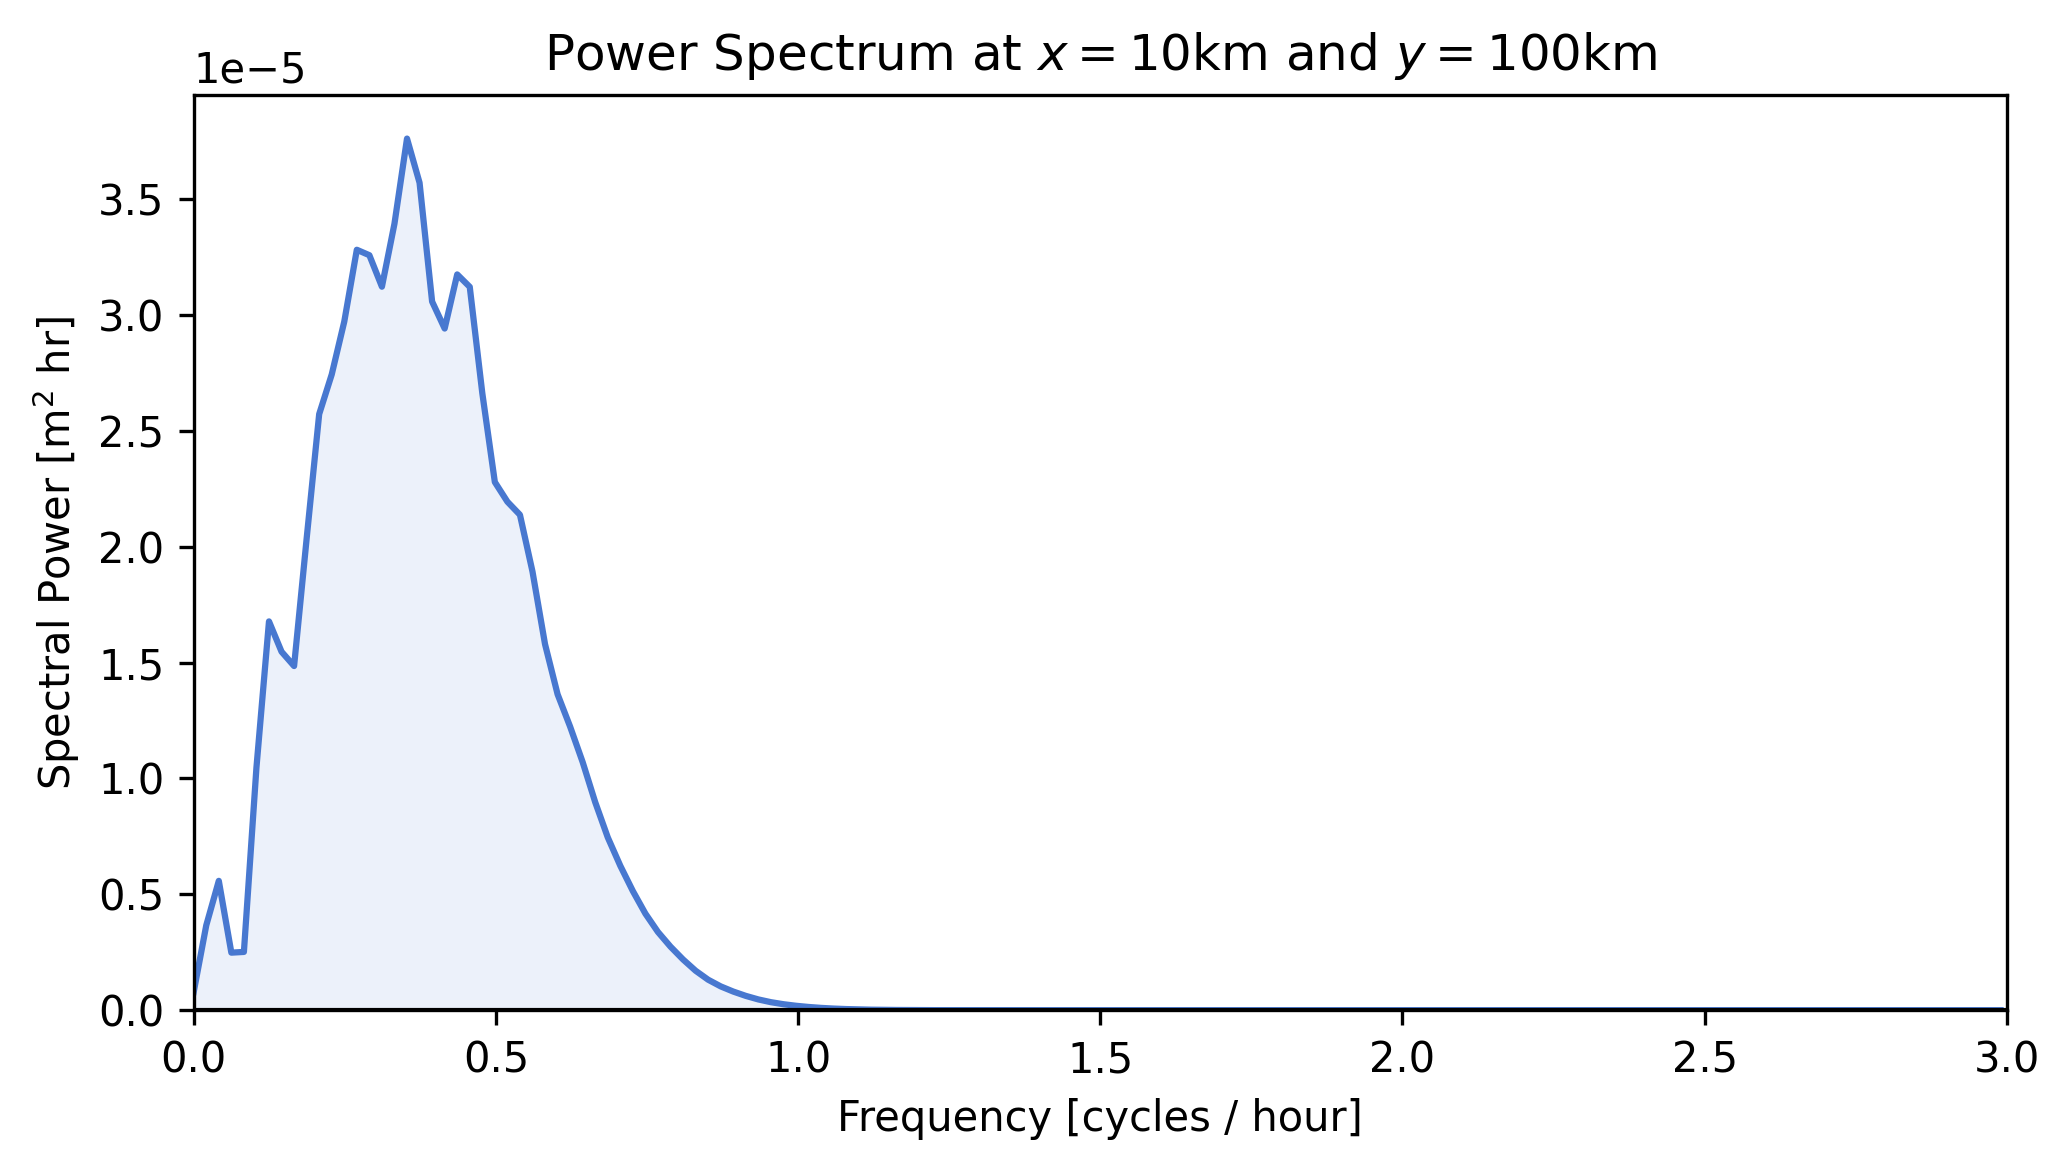 Power Spectrum at x = 10km and y = 100km
1e−5
Spectral Power [m² hr]
3.5
3.0
2.5
2.0
1.5
1.0
0.5
0.0
0.0 0.5 1.0 1.5 2.0 2.5 3.0
Frequency [cycles / hour]